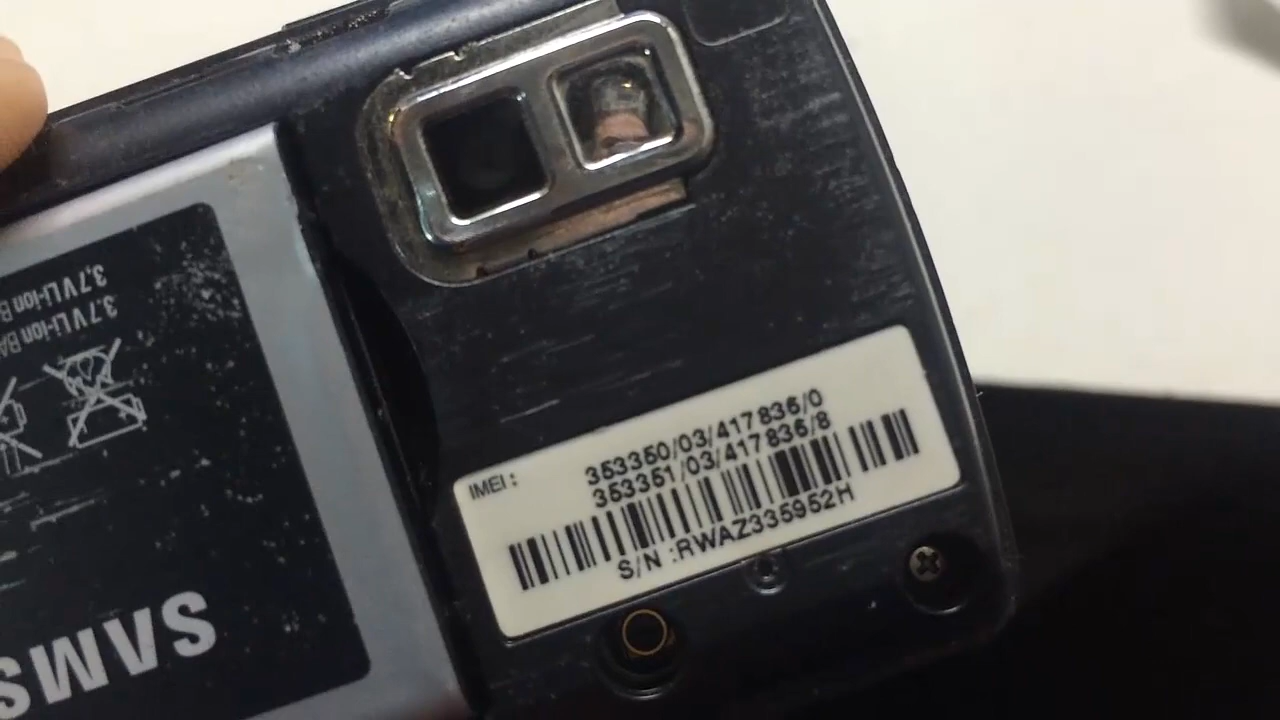 3,7V Li-ion B
3.7V Li-ion BA
SAMS
IMEI :
353350/03/417836/0
353351/03/417836/8
S/N :RWAZ335952H